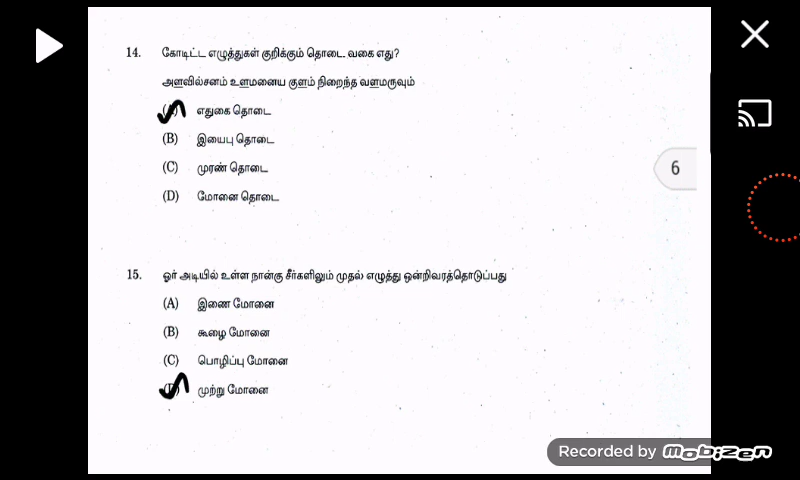 14. கோடிட்ட எழுத்துகள் குறிக்கும் தொடை வகை எது?
அளவில்சனம் உளமனைய குளம் நிறைந்த வளமருவும்
எதுகை தொடை
(B) இயைபு தொடை
(C) முரண் தொடை
(D) மோனை தொடை
6
15. ஓர் அடியில் உள்ள நான்கு சீர்களிலும் முதல் எழுத்து ஒன்றிவரத்தொடுப்பது
(A) இணை மோனை
(B) கூழை மோனை
(C) பொழிப்பு மோனை
முற்று மோனை
Recorded by mobizen